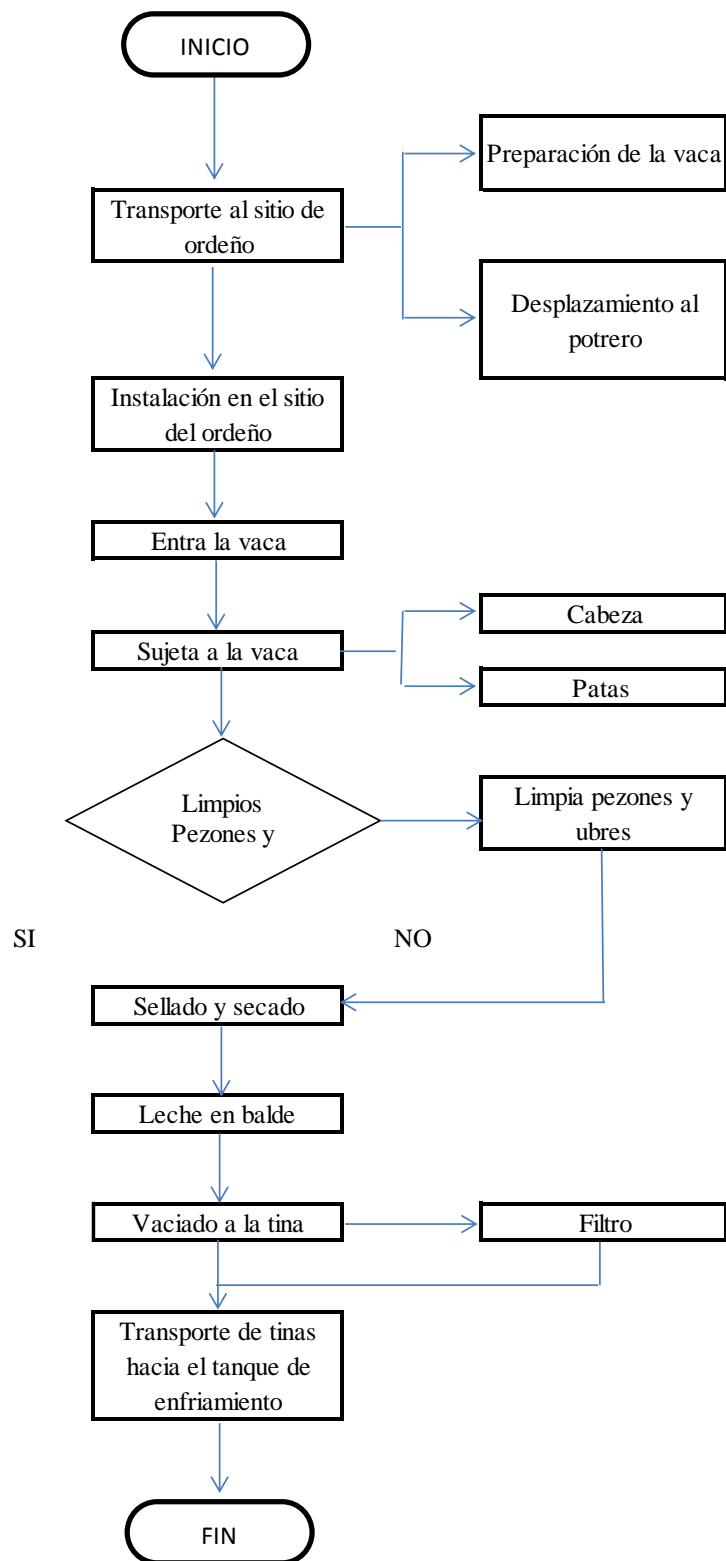 INICIO
Preparación de la vaca
Transporte al sitio de
ordeño
Desplazamiento al
potrero
Instalación en el sitio
del ordeño
Entra la vaca
Cabeza
Sujeta a la vaca
Patas
Limpios
Pezones y
Limpia pezones y
ubres
SI
NO
Sellado y secado
Leche en balde
Vaciado a la tina
Filtro
Transporte de tinas
hacia el tanque de
enfriamiento
FIN